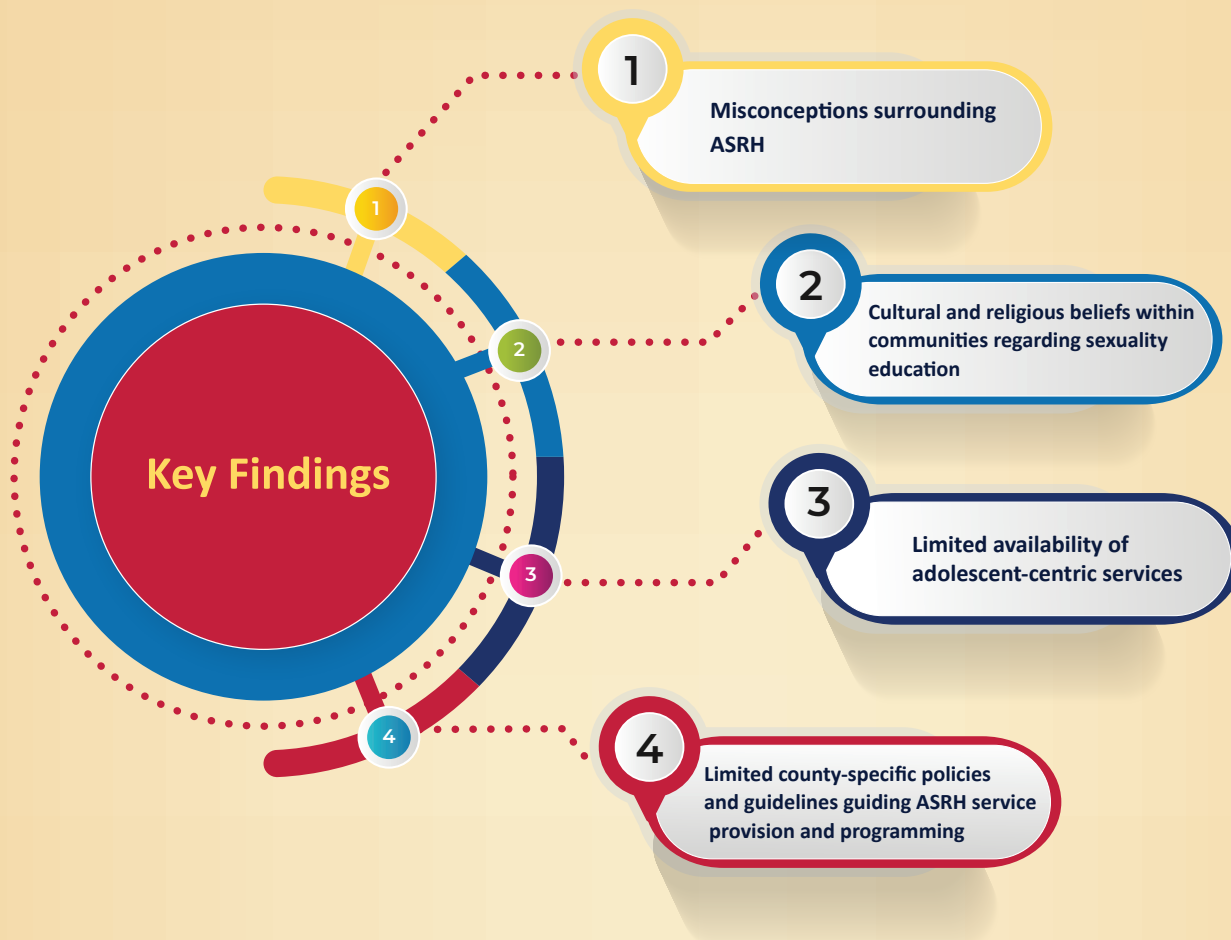 Key Findings
1
1
Misconceptions surrounding
ASRH
2
2
Cultural and religious beliefs within
communities regarding sexuality
education
3
3
Limited availability of
adolescent-centric services
4
4
Limited county-specific policies
and guidelines guiding ASRH service
provision and programming